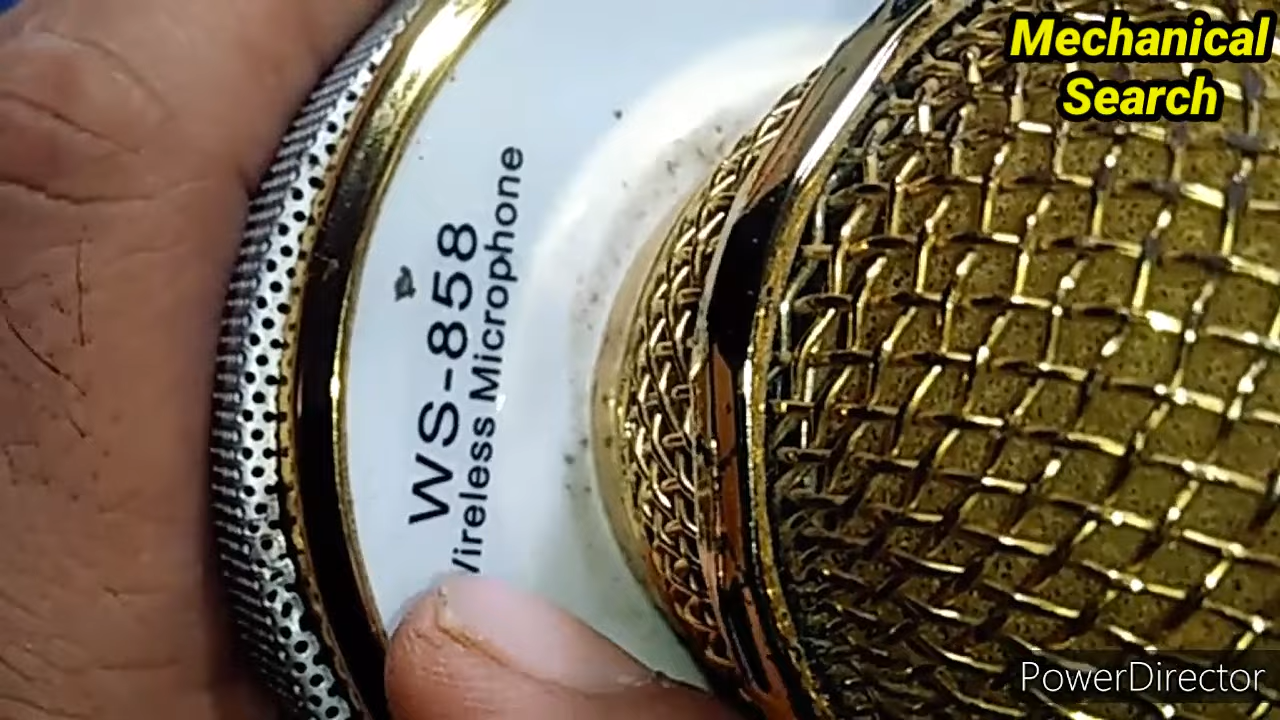 Mechanical
Search
WS-858
Wireless Microphone
PowerDirector